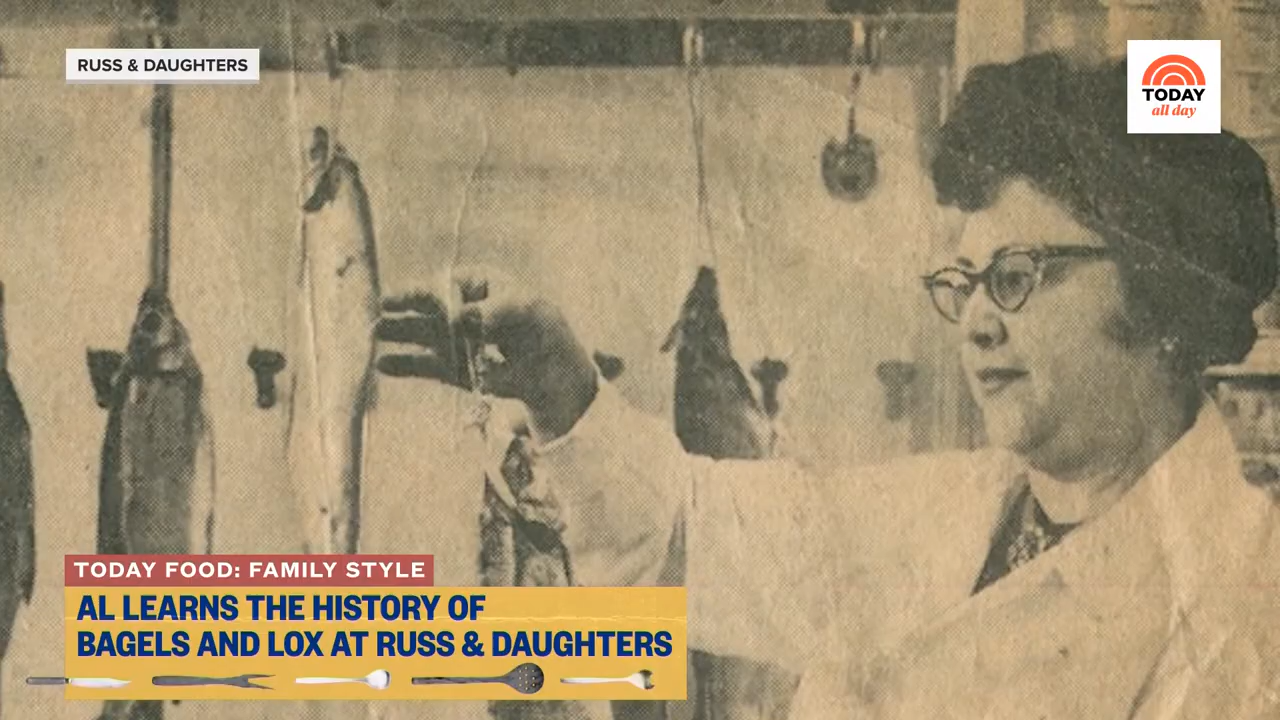 RUSS & DAUGHTERS
TODAY
all day
TODAY FOOD: FAMILY STYLE
AL LEARNS THE HISTORY OF
BAGELS AND LOX AT RUSS & DAUGHTERS